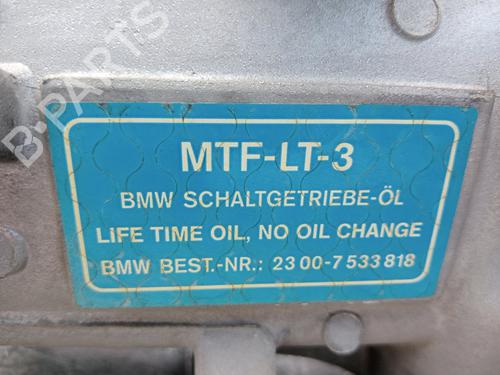 MTF-LT-3
BMW SCHALTGETRIEBE-ÖL
LIFE TIME OIL, NO OIL CHANGE
BMW BEST.-NR.: 23 00-7 533 818
B-PARTS